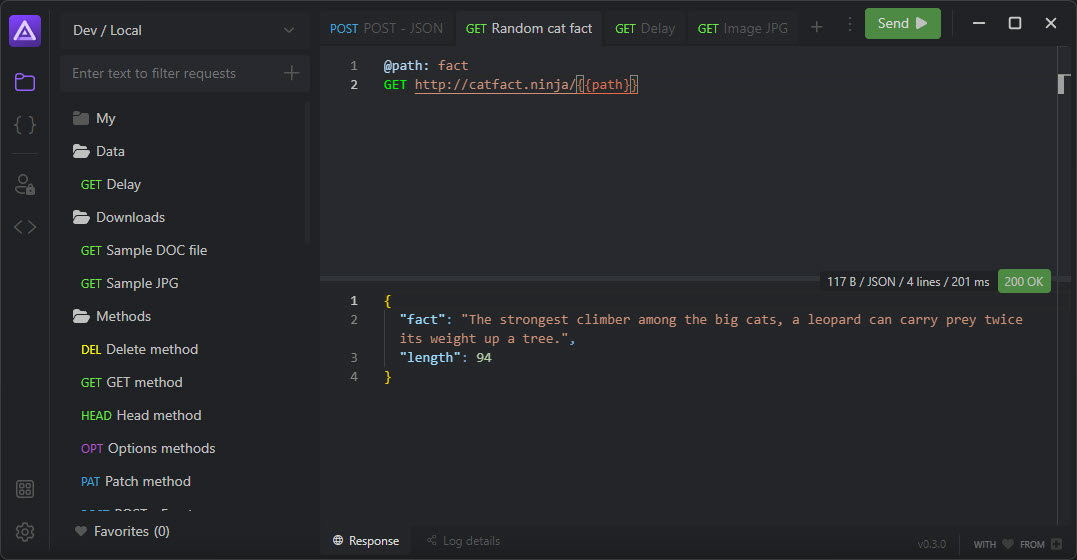 Dev / Local
Enter text to filter requests
My
Data
GET Delay
Downloads
GET Sample DOC file
GET Sample JPG
Methods
DEL Delete method
GET GET method
HEAD Head method
OPT Options methods
PAT Patch method
Favorites (0)
POST POST - JSON
GET Random cat fact
GET Delay
GET Image JPG
Send
1 @path: fact
2 GET http://catfact.ninja/{{path}}
117 B / JSON / 4 lines / 201 ms
200 OK
1 {
2 "fact": "The strongest climber among the big cats, a leopard can carry prey twice
its weight up a tree.",
3 "length": 94
4 }
Response
Log details
v0.3.0
WITH
FROM